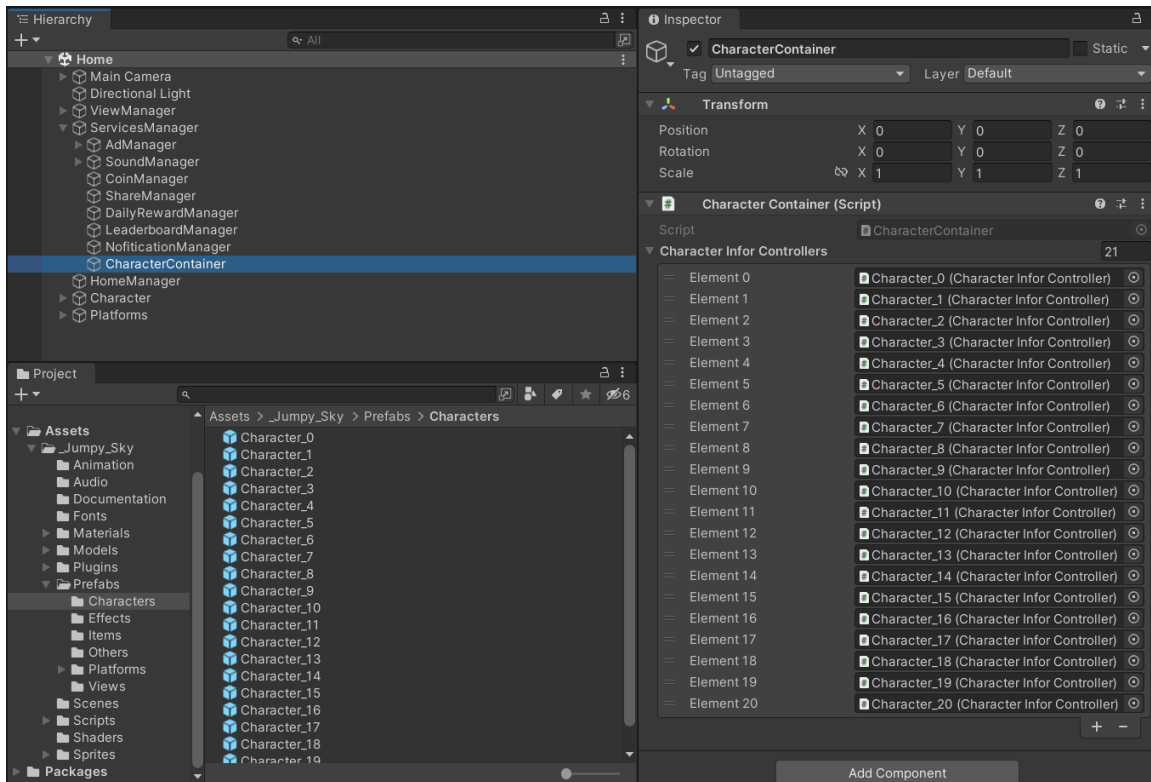 Hierarchy
All
Home
Main Camera
Directional Light
ViewManager
ServicesManager
AdManager
SoundManager
CoinManager
ShareManager
DailyRewardManager
LeaderboardManager
NofiticationManager
CharacterContainer
HomeManager
Character
Platforms
Project
6
Assets
_Jumpy_Sky
Animation
Audio
Documentation
Fonts
Materials
Models
Plugins
Prefabs
Characters
Effects
Items
Others
Platforms
Views
Scenes
Scripts
Shaders
Sprites
Packages
Assets > _Jumpy_Sky > Prefabs > Characters
Character_0
Character_1
Character_2
Character_3
Character_4
Character_5
Character_6
Character_7
Character_8
Character_9
Character_10
Character_11
Character_12
Character_13
Character_14
Character_15
Character_16
Character_17
Character_18
Character_19
Inspector
CharacterContainer Static
Tag Untagged Layer Default
Transform
Position X 0 Y 0 Z 0
Rotation X 0 Y 0 Z 0
Scale X 1 Y 1 Z 1
# Character Container (Script)
Script # CharacterContainer
Character Infor Controllers 21
Element 0 # Character_0 (Character Infor Controller)
Element 1 # Character_1 (Character Infor Controller)
Element 2 # Character_2 (Character Infor Controller)
Element 3 # Character_3 (Character Infor Controller)
Element 4 # Character_4 (Character Infor Controller)
Element 5 # Character_5 (Character Infor Controller)
Element 6 # Character_6 (Character Infor Controller)
Element 7 # Character_7 (Character Infor Controller)
Element 8 # Character_8 (Character Infor Controller)
Element 9 # Character_9 (Character Infor Controller)
Element 10 # Character_10 (Character Infor Controller)
Element 11 # Character_11 (Character Infor Controller)
Element 12 # Character_12 (Character Infor Controller)
Element 13 # Character_13 (Character Infor Controller)
Element 14 # Character_14 (Character Infor Controller)
Element 15 # Character_15 (Character Infor Controller)
Element 16 # Character_16 (Character Infor Controller)
Element 17 # Character_17 (Character Infor Controller)
Element 18 # Character_18 (Character Infor Controller)
Element 19 # Character_19 (Character Infor Controller)
Element 20 # Character_20 (Character Infor Controller)
+ −
Add Component